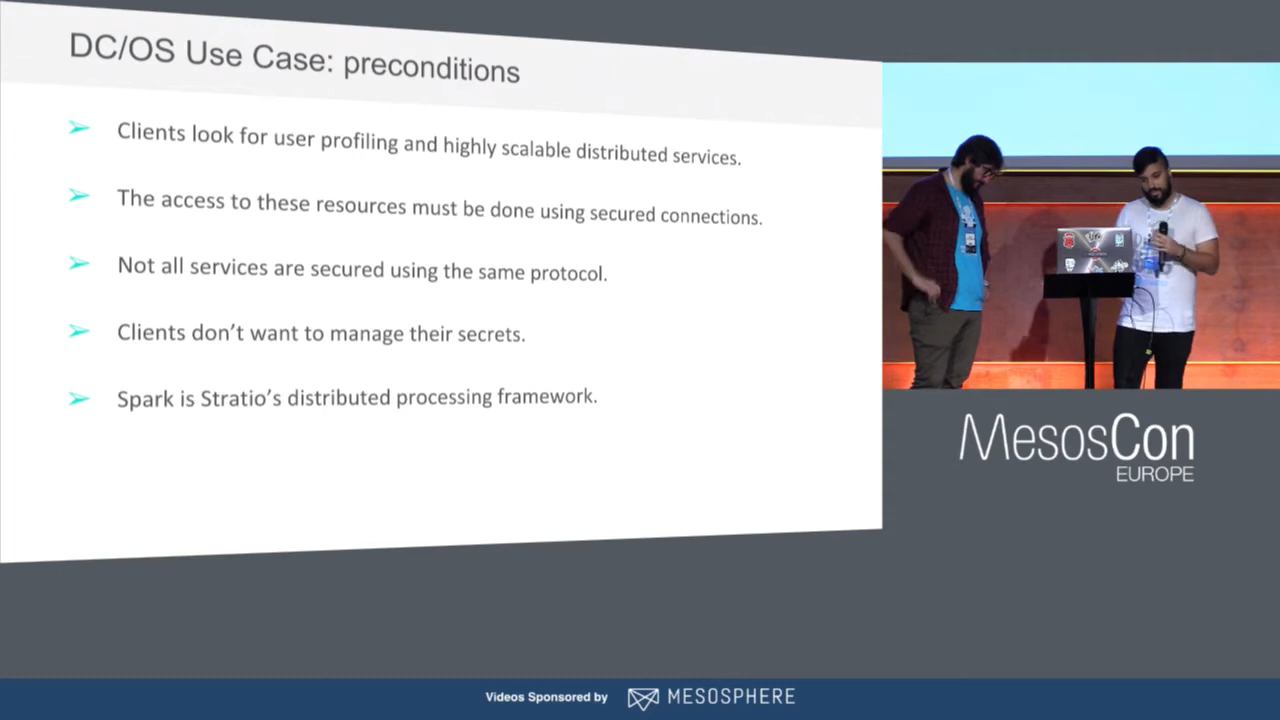 DC/OS Use Case: preconditions
Clients look for user profiling and highly scalable distributed services.
The access to these resources must be done using secured connections.
Not all services are secured using the same protocol.
Clients don’t want to manage their secrets.
Spark is Stratio’s distributed processing framework.
MesosCon
EUROPE
Videos Sponsored by MESOSPHERE